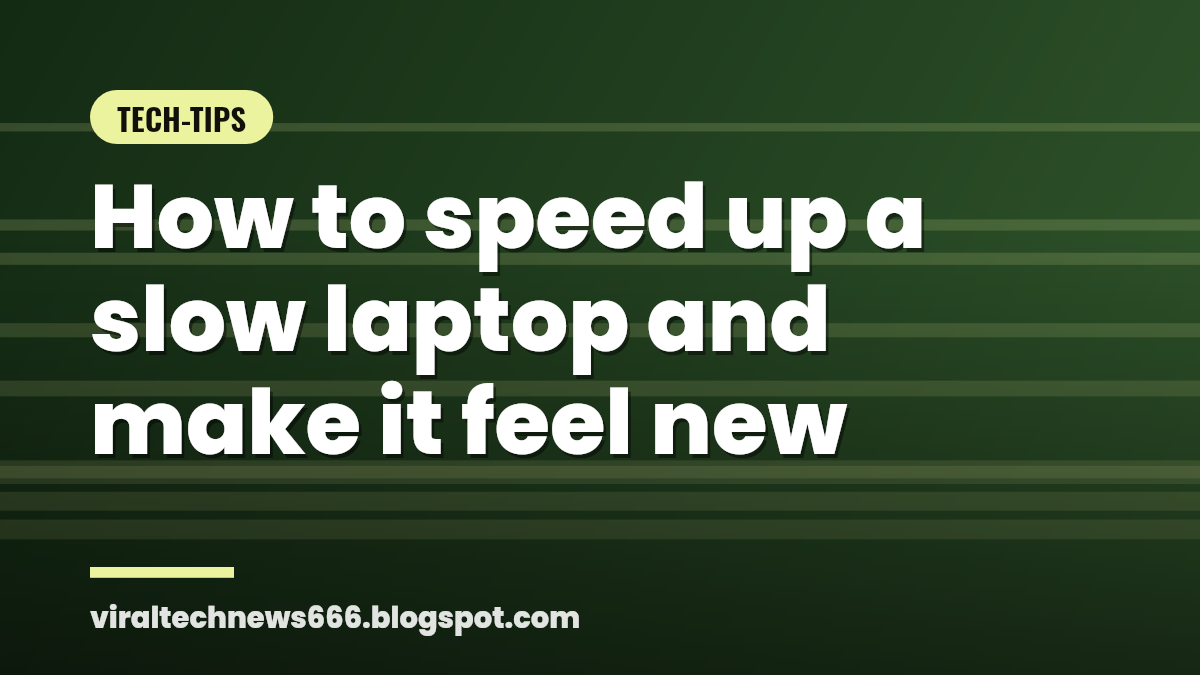 TECH-TIPS
How to speed up a
slow laptop and
make it feel new
viraltechnews666.blogspot.com